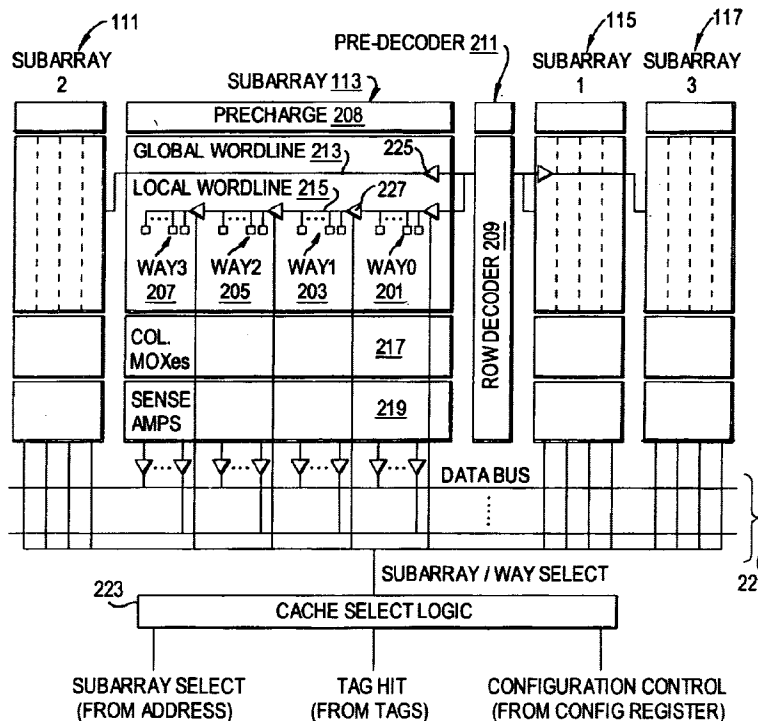 111
SUBARRAY
2
PRE-DECODER 211
SUBARRAY 113
115
SUBARRAY
1
117
SUBARRAY
3
PRECHARGE 208
GLOBAL WORDLINE 213
225
LOCAL WORDLINE 215
227
WAY3
207
WAY2
205
WAY1
203
WAY0
201
ROW DECODER 209
COL.
MOXes
217
SENSE
AMPS
219
DATA BUS
22
SUBARRAY / WAY SELECT
223
CACHE SELECT LOGIC
SUBARRAY SELECT
(FROM ADDRESS)
TAG HIT
(FROM TAGS)
CONFIGURATION CONTROL
(FROM CONFIG REGISTER)